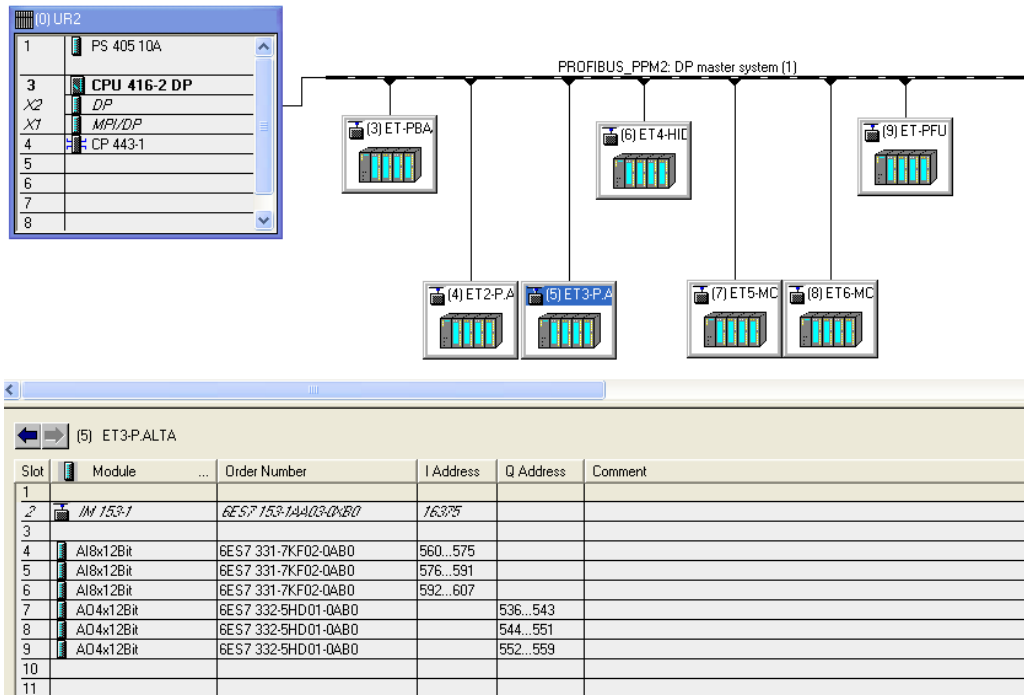 (0) UR2
1 PS 405 10A
3 CPU 416-2 DP
X2 DP
X1 MPI/DP
4 CP 443-1
5
6
7
8
PROFIBUS_PPM2: DP master system (1)
(3) ET-PBA
(6) ET4-HID
(9) ET-PFU
(4) ET2-P.A
(5) ET3-P.A
(7) ET5-MC
(8) ET6-MC
(5) ET3-P.ALTA
Slot Module ... Order Number I Address Q Address Comment
1
2 IM 153-1 6ES7 153-1AA03-0XB0 16375
3
4 AI8x12Bit 6ES7 331-7KF02-0AB0 560...575
5 AI8x12Bit 6ES7 331-7KF02-0AB0 576...591
6 AI8x12Bit 6ES7 331-7KF02-0AB0 592...607
7 AO4x12Bit 6ES7 332-5HD01-0AB0 536...543
8 AO4x12Bit 6ES7 332-5HD01-0AB0 544...551
9 AO4x12Bit 6ES7 332-5HD01-0AB0 552...559
10
11